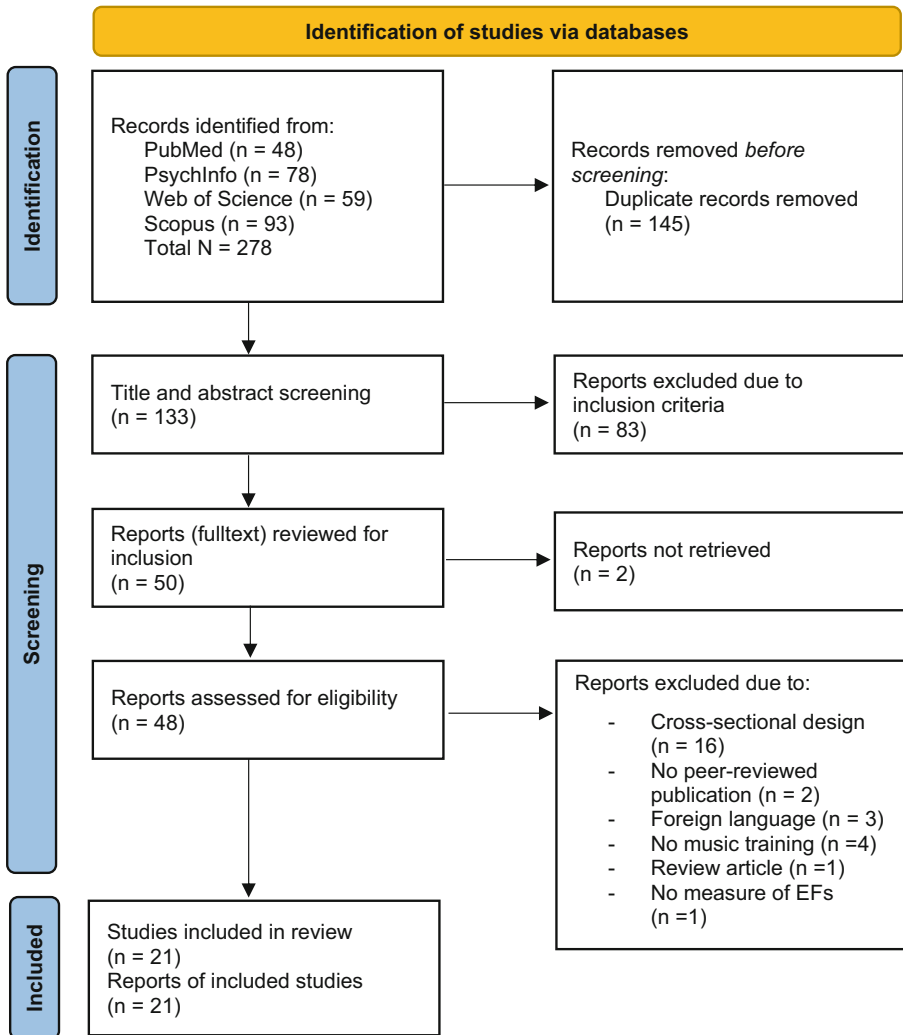 Identification of studies via databases
Identification
Records identified from:
PubMed (n = 48)
PsychInfo (n = 78)
Web of Science (n = 59)
Scopus (n = 93)
Total N = 278
Records removed before
screening:
Duplicate records removed
(n = 145)
Screening
Title and abstract screening
(n = 133)
Reports excluded due to
inclusion criteria
(n = 83)
Reports (fulltext) reviewed for
inclusion
(n = 50)
Reports not retrieved
(n = 2)
Reports assessed for eligibility
(n = 48)
Reports excluded due to:
- Cross-sectional design
(n = 16)
- No peer-reviewed
publication (n = 2)
- Foreign language (n = 3)
- No music training (n =4)
- Review article (n =1)
- No measure of EFs
(n =1)
Included
Studies included in review
(n = 21)
Reports of included studies
(n = 21)